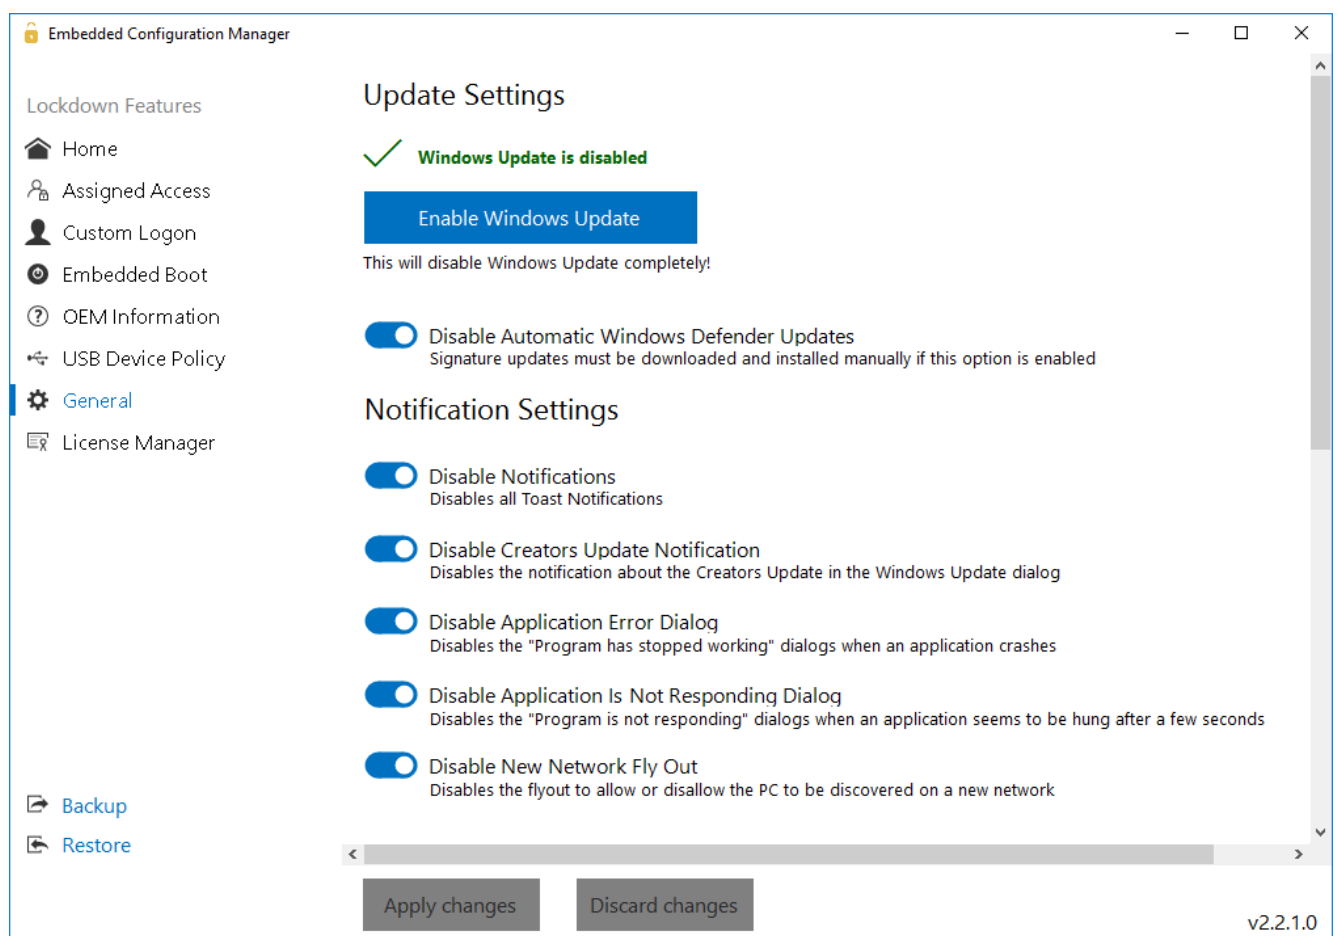 Embedded Configuration Manager
Lockdown Features
Home
Assigned Access
Custom Logon
Embedded Boot
OEM Information
USB Device Policy
General
License Manager
Backup
Restore
Update Settings
Windows Update is disabled
Enable Windows Update
This will disable Windows Update completely!
Disable Automatic Windows Defender Updates
Signature updates must be downloaded and installed manually if this option is enabled
Notification Settings
Disable Notifications
Disables all Toast Notifications
Disable Creators Update Notification
Disables the notification about the Creators Update in the Windows Update dialog
Disable Application Error Dialog
Disables the "Program has stopped working" dialogs when an application crashes
Disable Application Is Not Responding Dialog
Disables the "Program is not responding" dialogs when an application seems to be hung after a few seconds
Disable New Network Fly Out
Disables the flyout to allow or disallow the PC to be discovered on a new network
Apply changes
Discard changes
v2.2.1.0